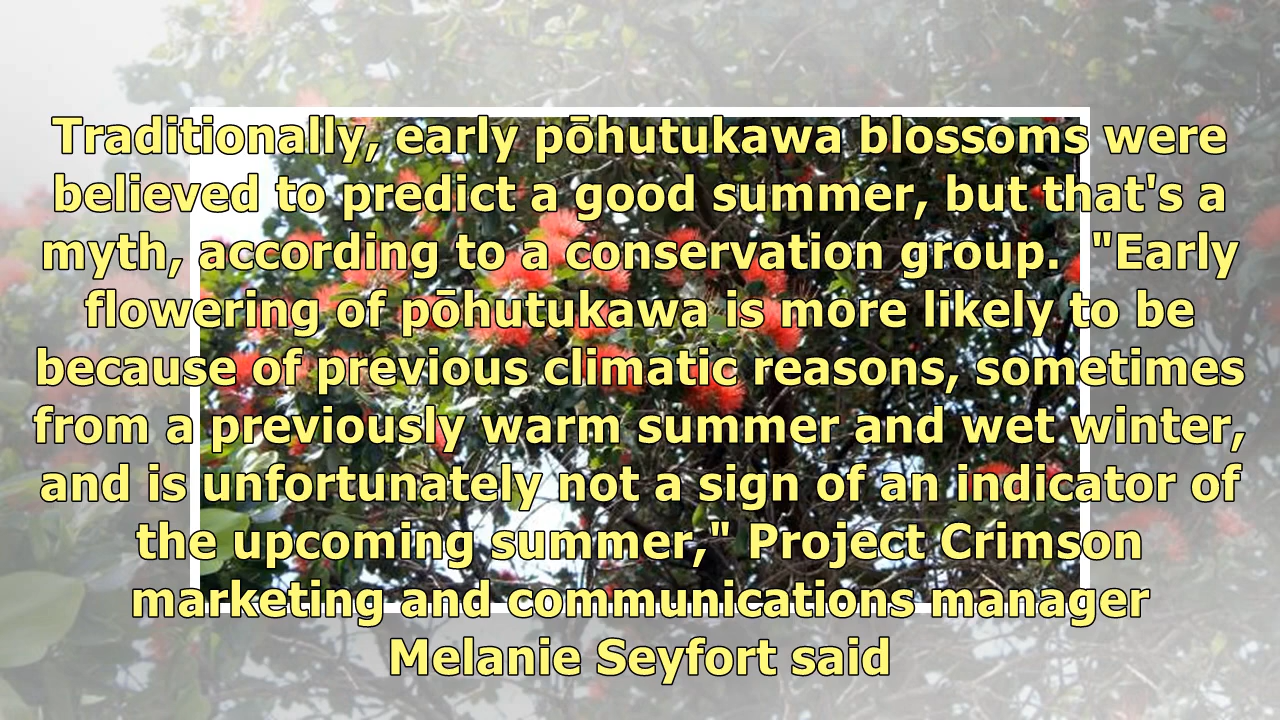 Traditionally, early pōhutukawa blossoms were
believed to predict a good summer, but that's a
myth, according to a conservation group.  "Early
flowering of pōhutukawa is more likely to be
because of previous climatic reasons, sometimes
from a previously warm summer and wet winter,
and is unfortunately not a sign of an indicator of
the upcoming summer," Project Crimson
marketing and communications manager
Melanie Seyfort said